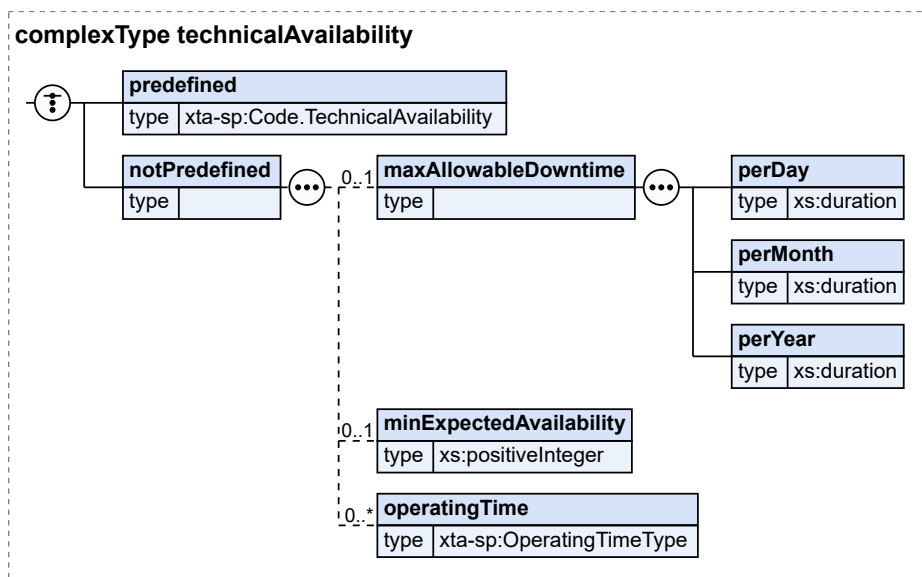 complexType technicalAvailability
predefined
type xta-sp:Code.TechnicalAvailability
notPredefined
type
0..1
maxAllowableDowntime
type
perDay
type xs:duration
perMonth
type xs:duration
perYear
type xs:duration
0..1
minExpectedAvailability
type xs:positiveInteger
0..*
operatingTime
type xta-sp:OperatingTimeType